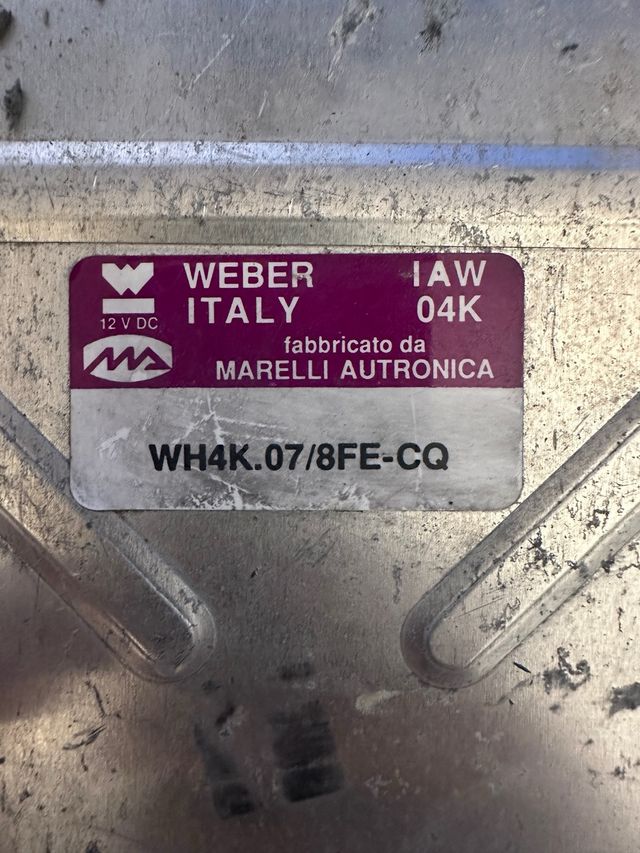 WEBER IAW
ITALY 04K
12 V DC
fabbricato da
MARELLI AUTRONICA
WH4K.07/8FE-CQ